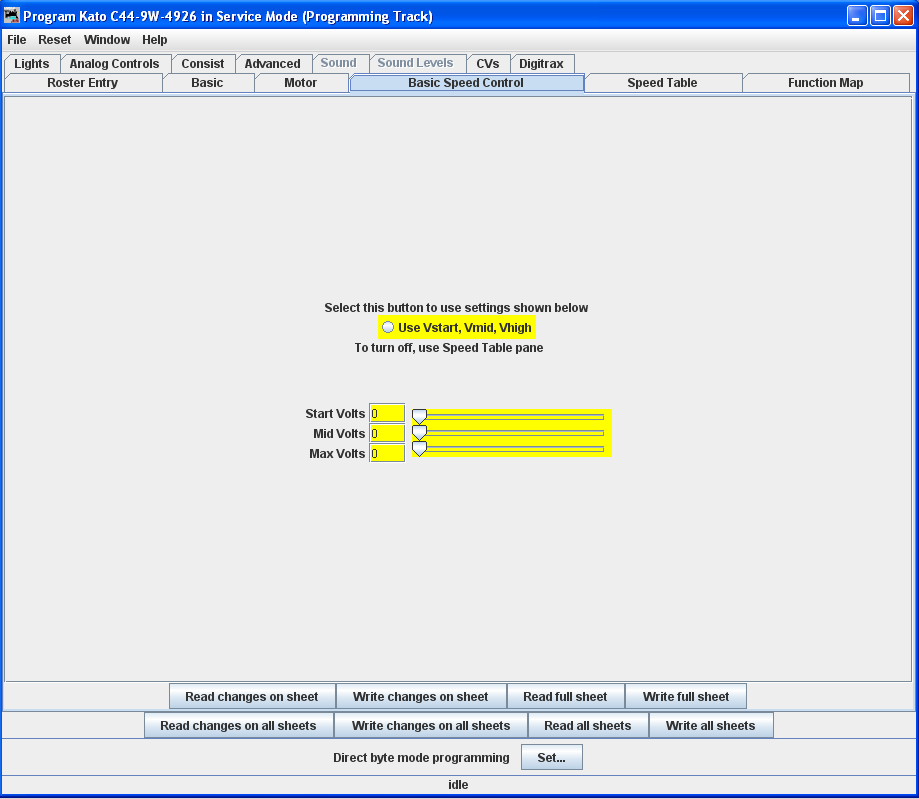 Program Kato C44-9W-4926 in Service Mode (Programming Track)
File Reset Window Help
Lights Analog Controls Consist Advanced Sound Sound Levels CVs Digitrax
Roster Entry Basic Motor Basic Speed Control Speed Table Function Map
Select this button to use settings shown below
Use Vstart, Vmid, Vhigh
To turn off, use Speed Table pane
Start Volts 0
Mid Volts 0
Max Volts 0
Read changes on sheet Write changes on sheet Read full sheet Write full sheet
Read changes on all sheets Write changes on all sheets Read all sheets Write all sheets
Direct byte mode programming Set...
idle